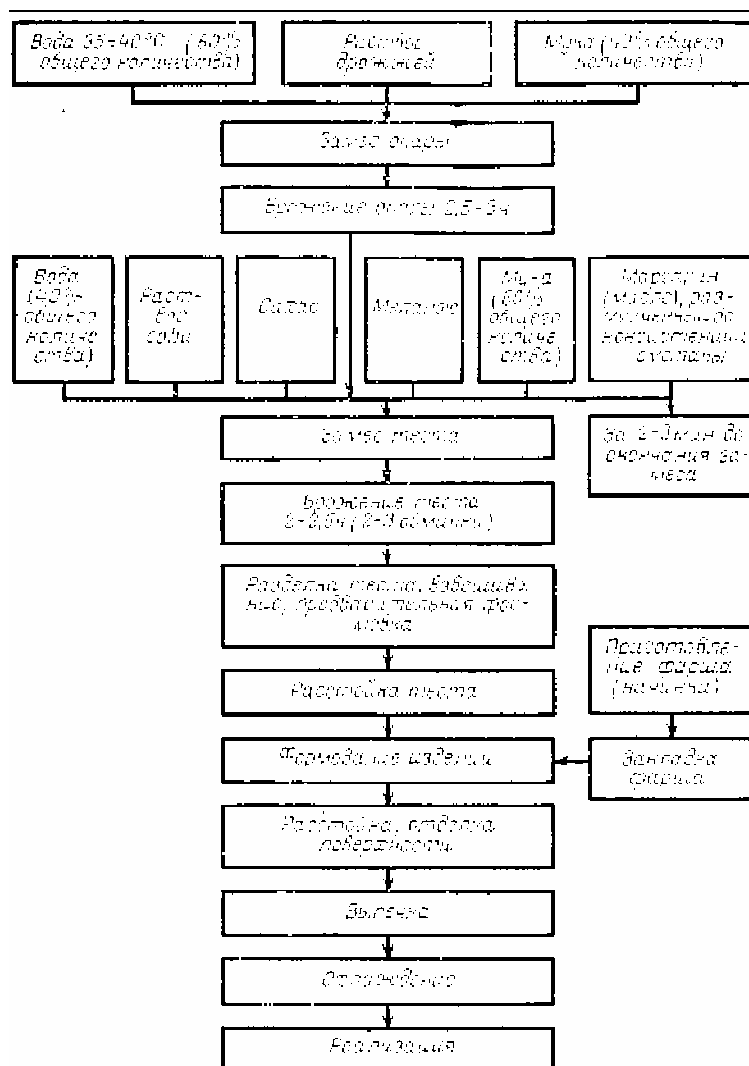 Вода 35-40°С (60%
общего количества)
Раствор
дрожжей
Мука (40% общего
количества)
Замес опары
Брожение опары 2,5-3ч
Вода
(40%
общего
количе
ства)
Раст-
вор
соли
Сахар
Меланж
Мука
(60%
общего
количе
ства)
Маргарин
(масло), раз-
мягченный до
консистенции
сметаны
Замес теста
За 2-3 мин до
окончания за-
меса
Брожение теста
2-2,5ч (2-3 обминки)
Разделка теста, взвешива
ние, предварительная фор-
мовка
Расстойка теста
Приготовле-
ние фарша
(начинки)
Формование изделий
Закладка
фарша
Расстойка, отделка
поверхности
Выпечка
Охлаждение
Реализация